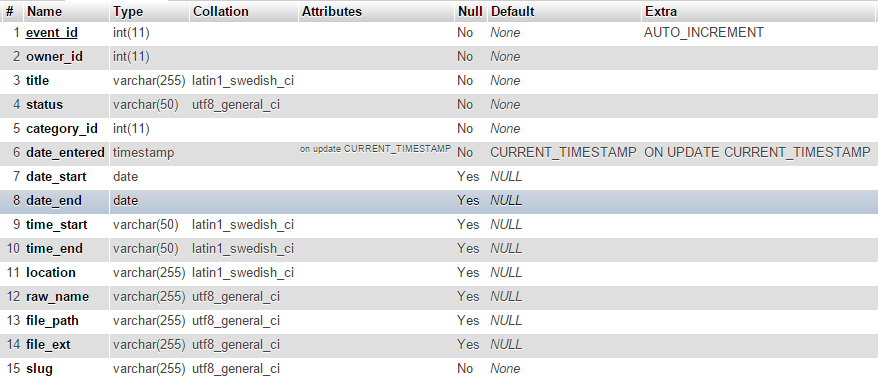 # Name Type Collation Attributes Null Default Extra
1 event_id int(11) No None AUTO_INCREMENT
2 owner_id int(11) No None
3 title varchar(255) latin1_swedish_ci No None
4 status varchar(50) utf8_general_ci No None
5 category_id int(11) No None
6 date_entered timestamp on update CURRENT_TIMESTAMP No CURRENT_TIMESTAMP ON UPDATE CURRENT_TIMESTAMP
7 date_start date Yes NULL
8 date_end date Yes NULL
9 time_start varchar(50) latin1_swedish_ci Yes NULL
10 time_end varchar(50) latin1_swedish_ci Yes NULL
11 location varchar(255) latin1_swedish_ci Yes NULL
12 raw_name varchar(255) utf8_general_ci Yes NULL
13 file_path varchar(255) utf8_general_ci Yes NULL
14 file_ext varchar(255) utf8_general_ci Yes NULL
15 slug varchar(255) utf8_general_ci No None